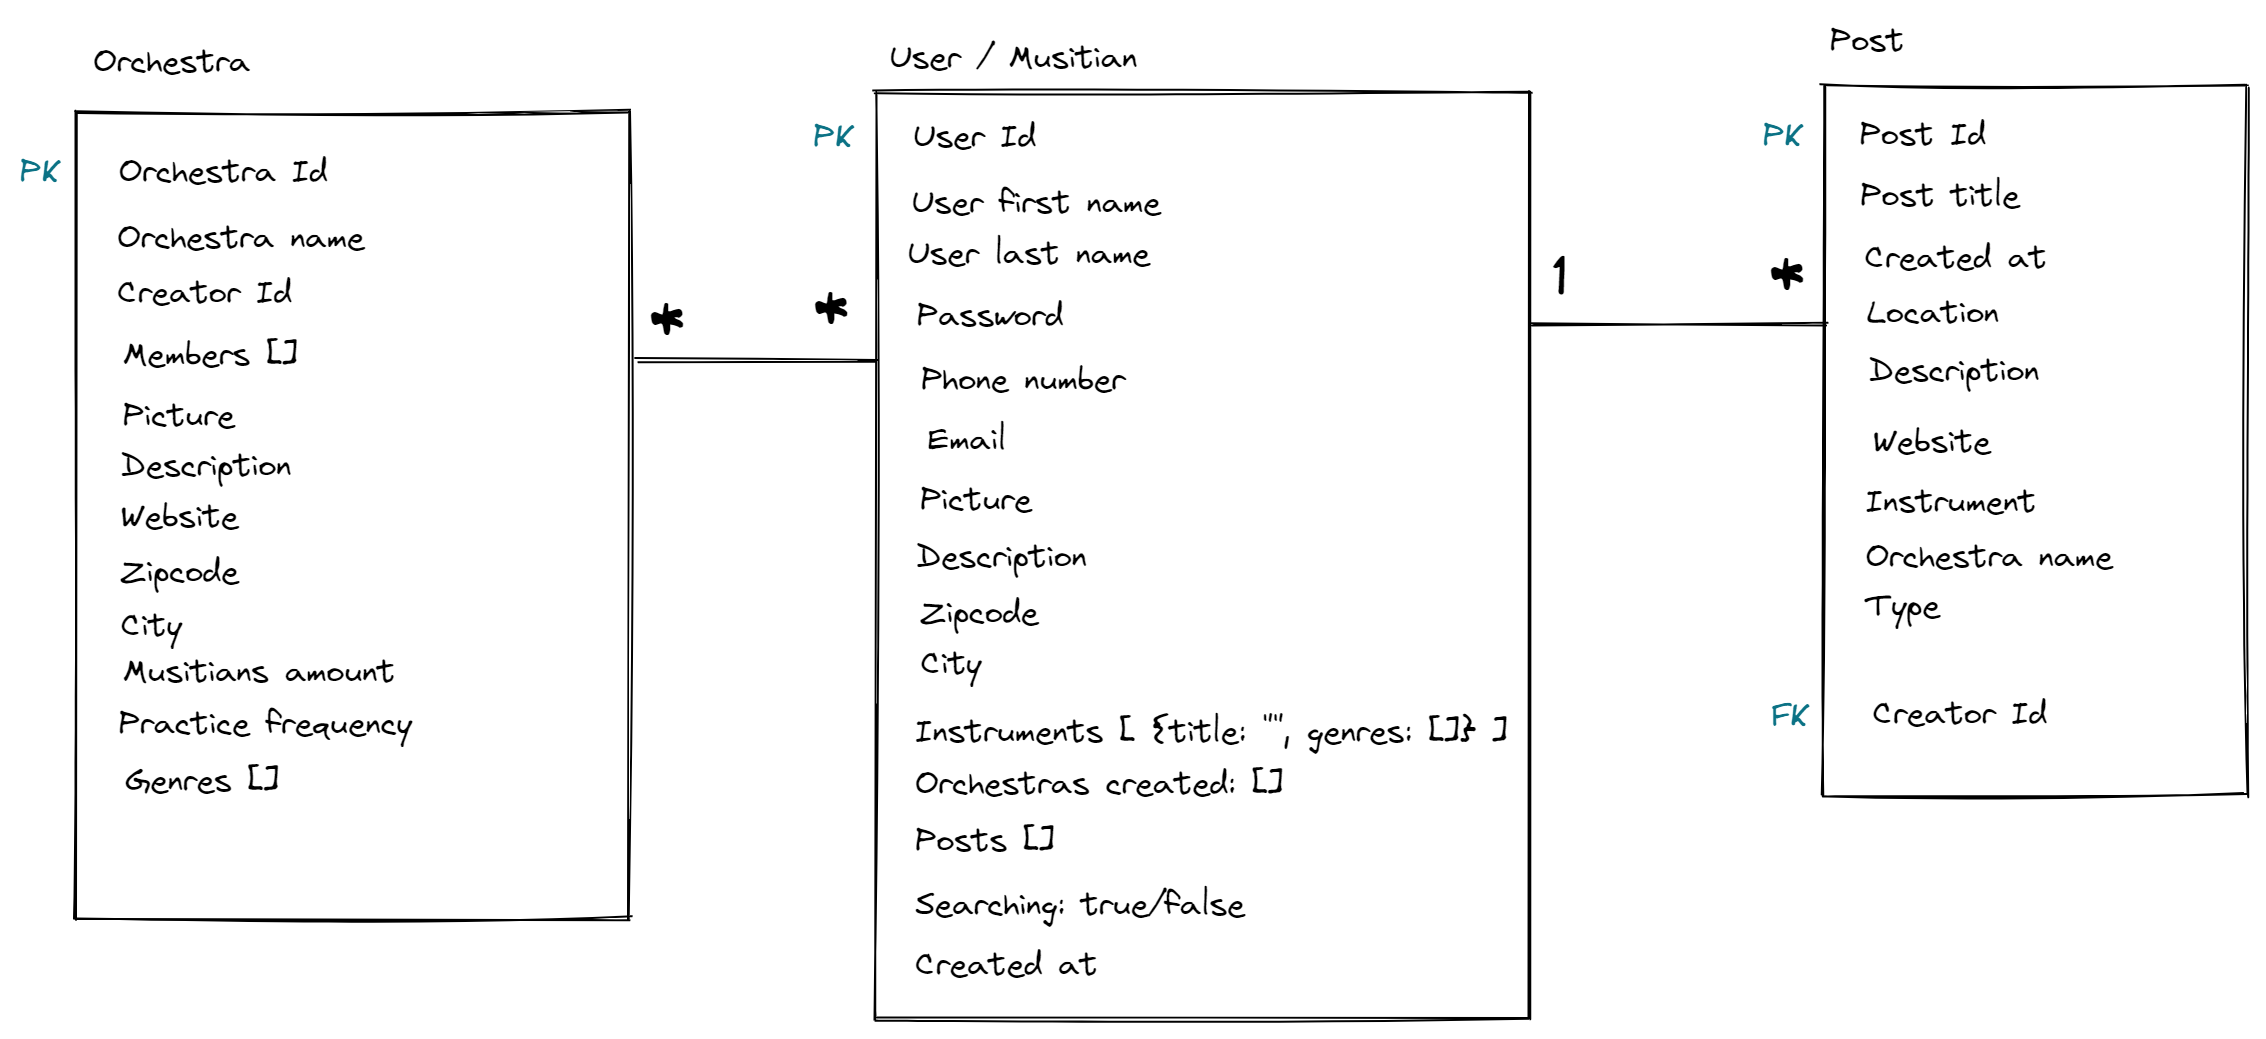 Orchestra
PK
Orchestra Id
Orchestra name
Creator Id
Members []
Picture
Description
Website
Zipcode
City
Musitians amount
Practice frequency
Genres []
*
*
User / Musitian
PK
User Id
User first name
User last name
Password
Phone number
Email
Picture
Description
Zipcode
City
Instruments [ {title: "", genres: []} ]
Orchestras created: []
Posts []
Searching: true/false
Created at
1
*
Post
PK
Post Id
Post title
Created at
Location
Description
Website
Instrument
Orchestra name
Type
FK
Creator Id